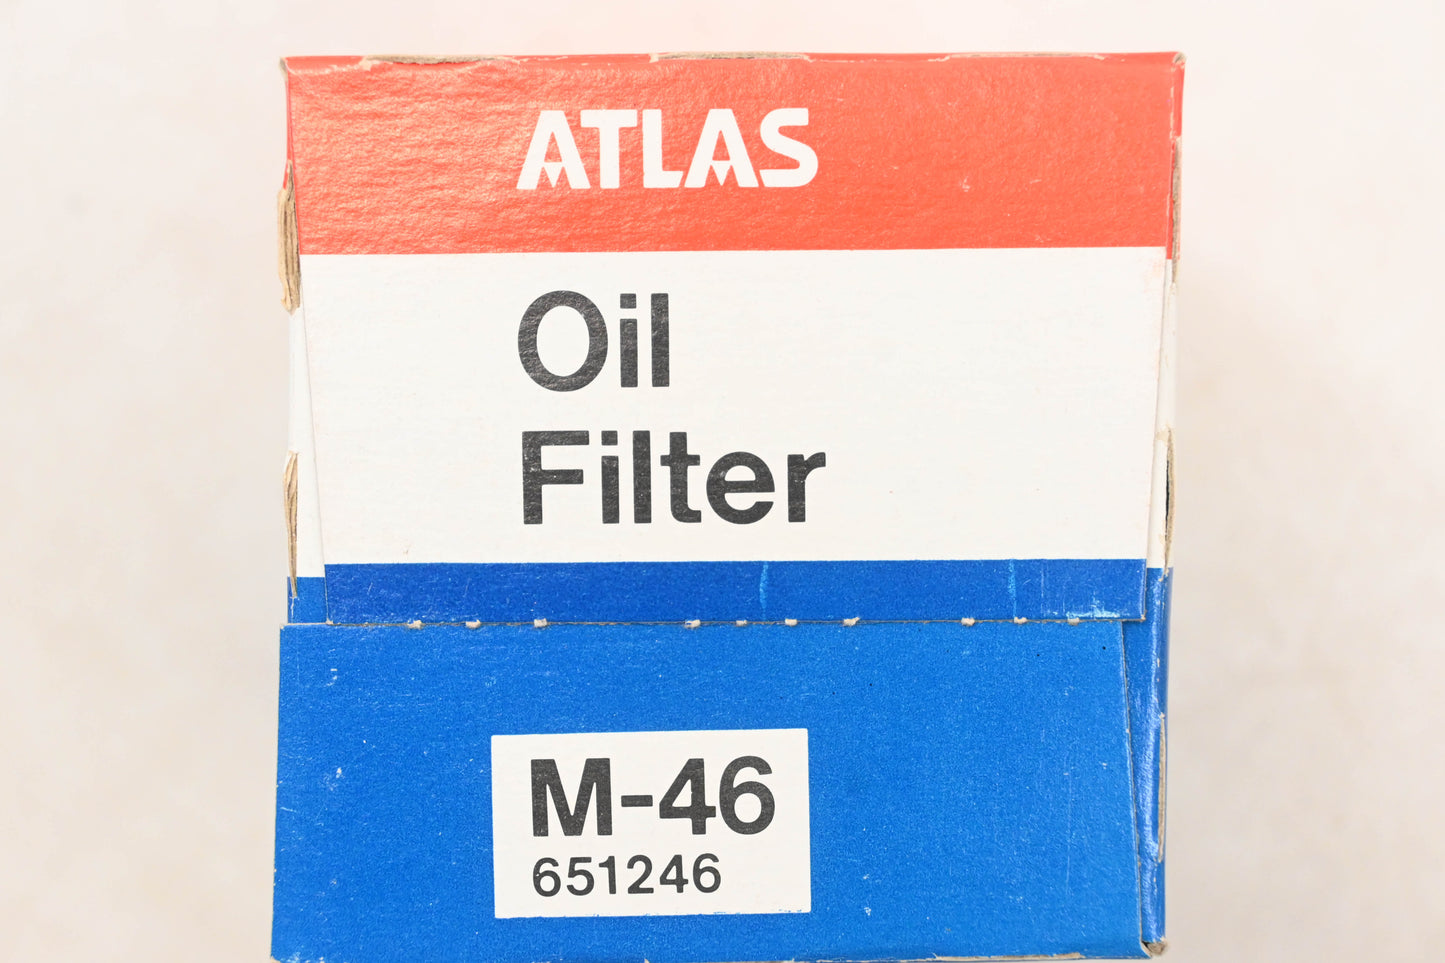 ATLAS
Oil
Filter
M-46
651246